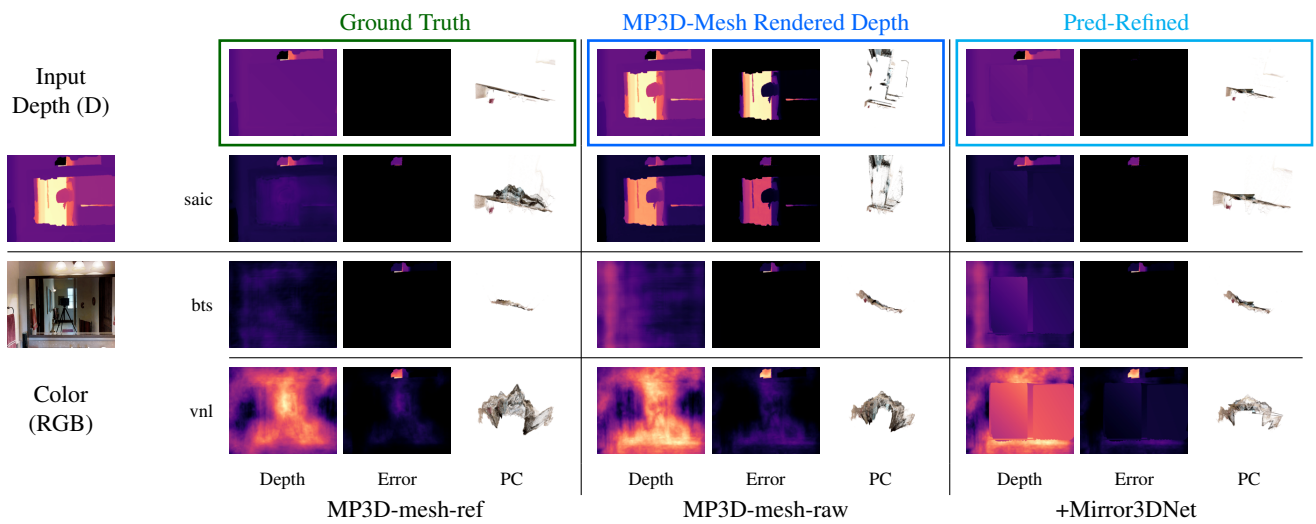 Ground Truth
MP3D-Mesh Rendered Depth
Pred-Refined
Input
Depth (D)
saic
bts
Color
(RGB)
vnl
Depth
Error
PC
Depth
Error
PC
Depth
Error
PC
MP3D-mesh-ref
MP3D-mesh-raw
+Mirror3DNet